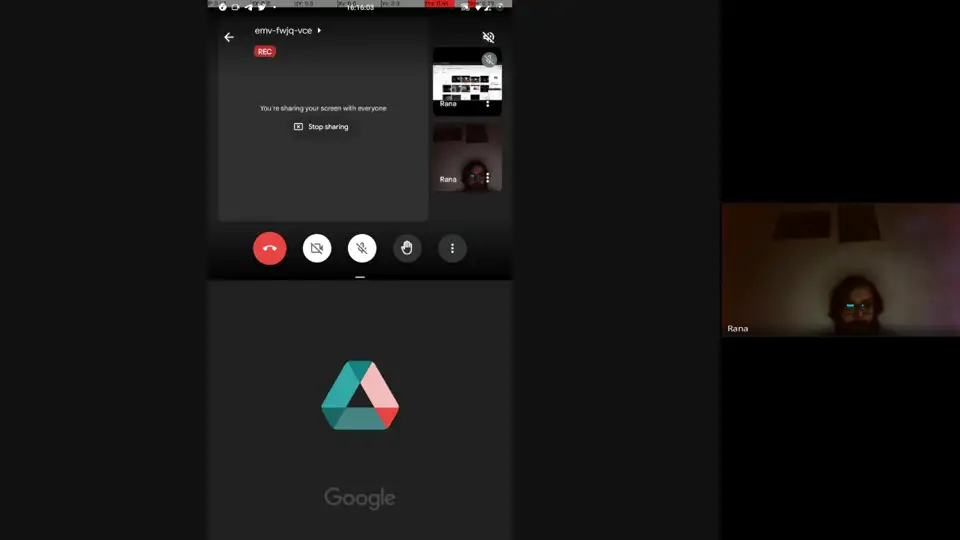 16:16:03
emv-fwjq-vce
REC
You're sharing your screen with everyone
Stop sharing
Rana
Rana
Google
Rana